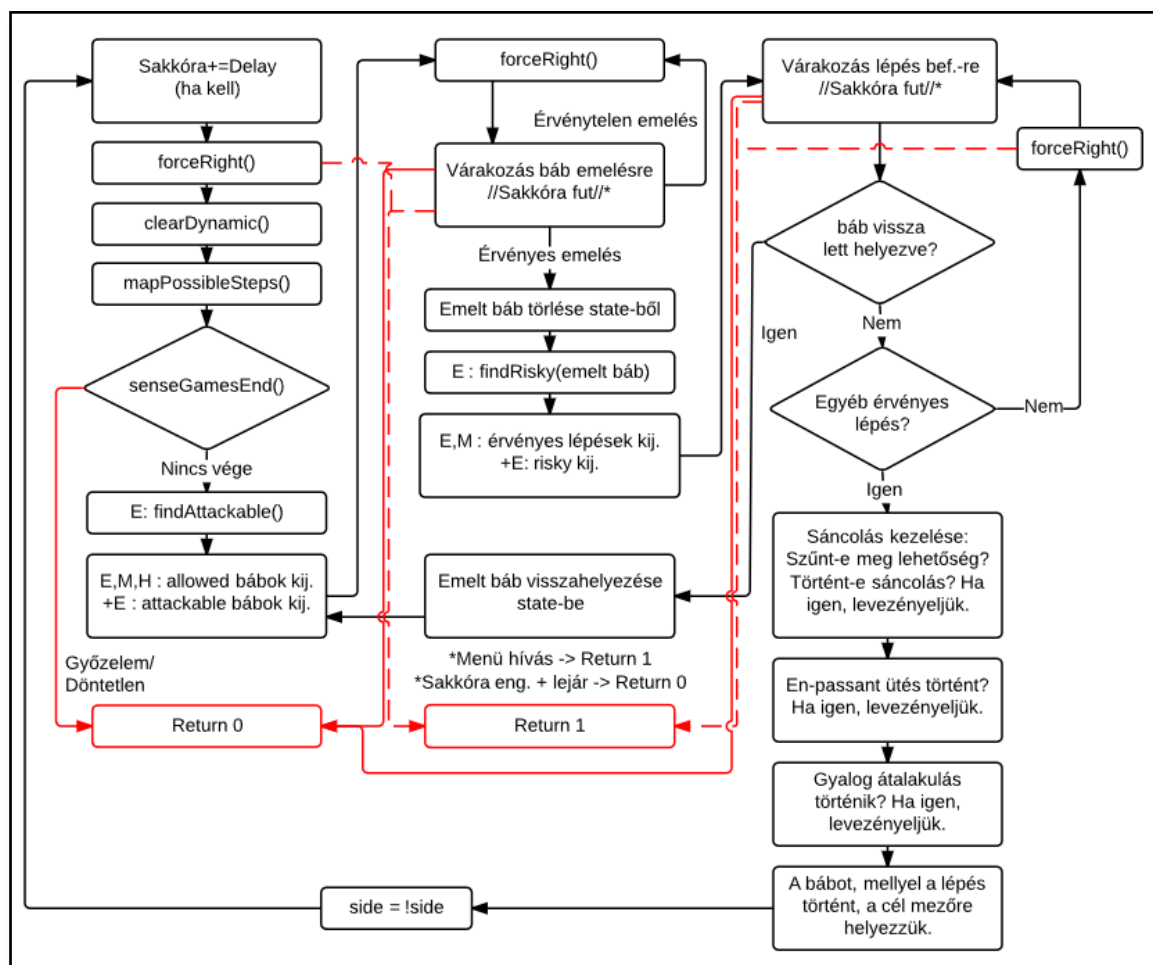 Sakkóra+=Delay
(ha kell)
forceRight()
clearDynamic()
mapPossibleSteps()
senseGamesEnd()
Nincs vége
E: findAttackable()
E,M,H : allowed bábok kij.
+E : attackable bábok kij.
Győzelem/
Döntetlen
Return 0
forceRight()
Érvénytelen emelés
Várakozás báb emelésre
//Sakkóra fut//*
Érvényes emelés
Emelt báb törlése state-ből
E : findRisky(emelt báb)
E,M : érvényes lépések kij.
+E: risky kij.
Emelt báb visszahelyezése
state-be
*Menü hívás -> Return 1
*Sakkóra eng. + lejár -> Return 0
Return 1
Várakozás lépés bef.-re
//Sakkóra fut//*
forceRight()
báb vissza
lett helyezve?
Igen
Nem
Egyéb érvényes
lépés?
Nem
Igen
Sáncolás kezelése:
Szűnt-e meg lehetőség?
Történt-e sáncolás? Ha
igen, levezényeljük.
En-passant ütés történt?
Ha igen, levezényeljük.
Gyalog átalakulás
történik? Ha igen,
levezényeljük.
A bábot, mellyel a lépés
történt, a cél mezőre
helyezzük.
side = !side